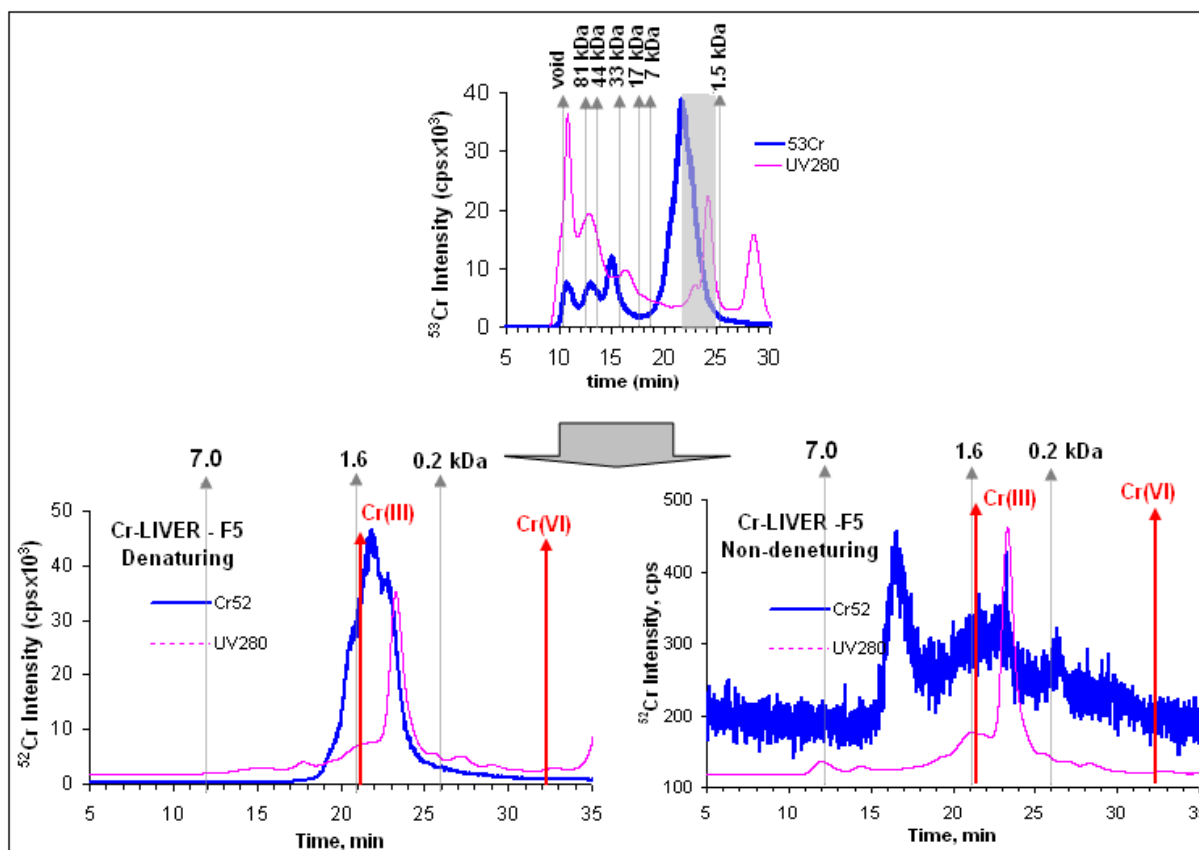 void
81 kDa
44 kDa
33 kDa
17 kDa
7 kDa
1.5 kDa
40
30
20
10
0
53Cr Intensity (cpsx10³)
53Cr
UV280
5 10 15 20 25 30
time (min)
7.0 1.6 0.2 kDa
Cr(III)
Cr(VI)
Cr-LIVER - F5
Denaturing
Cr52
UV280
50
40
30
20
10
0
⁵²Cr Intensity (cpsx10³)
5 10 15 20 25 30 35
Time, min
7.0 1.6 0.2 kDa
Cr(III)
Cr(VI)
Cr-LIVER -F5
Non-deneturing
Cr52
UV280
500
400
300
200
100
⁵²Cr Intensity, cps
5 10 15 20 25 30 35
Time, min